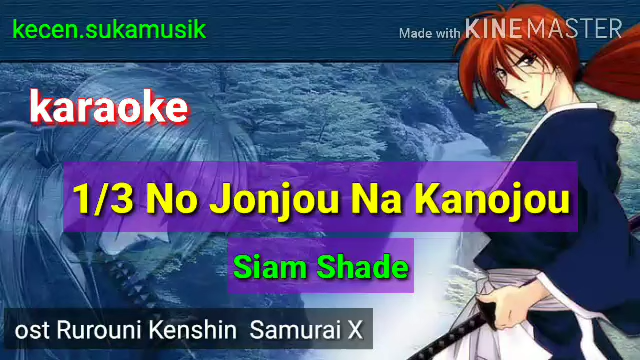 kecen.sukamusik
Made with KINEMASTER
karaoke
1/3 No Jonjou Na Kanojou
Siam Shade
ost Rurouni Kenshin Samurai X